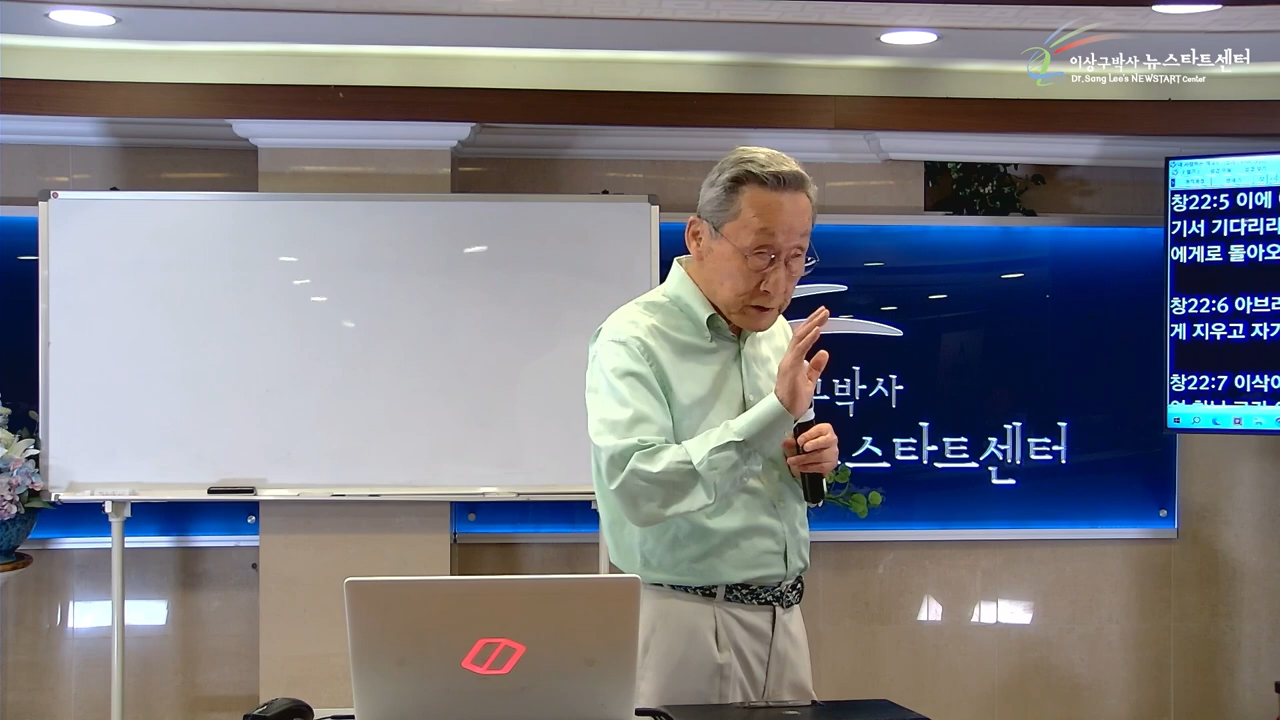 이상구박사 뉴스타트센터
Dr.Sang Lee's NEWSTART Center
창22:5 이에
기서 기다리라
에게로 돌아오
창22:6 아브라
게 지우고 자기
창22:7 이삭이
구박사
스타트센터